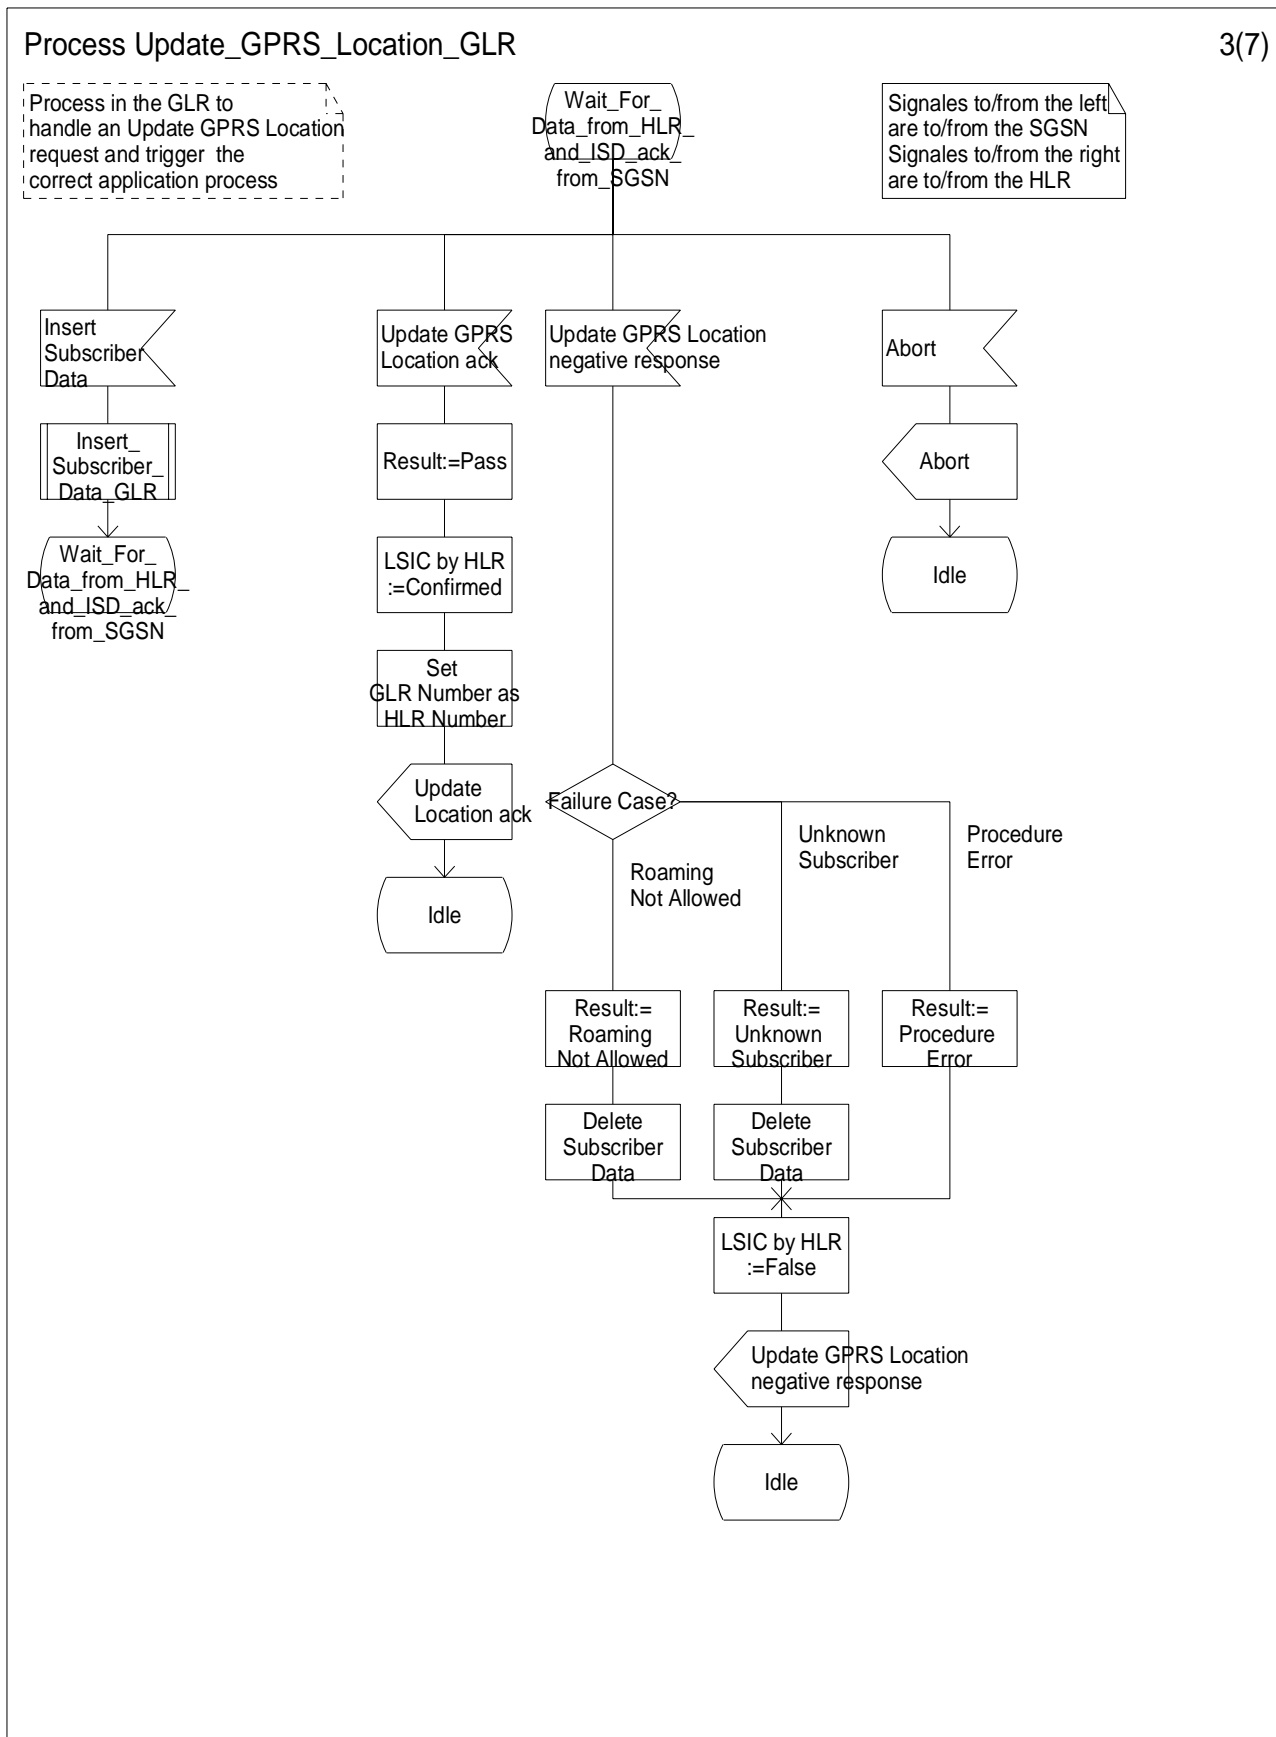 Process Update_GPRS_Location_GLR
3(7)
Process in the GLR to
handle an Update GPRS Location
request and trigger the
correct application process
Wait_For_
Data_from_HLR_
and_ISD_ack_
from_SGSN
Signales to/from the left
are to/from the SGSN
Signales to/from the right
are to/from the HLR
Insert
Subscriber
Data
Update GPRS
Location ack
Update GPRS Location
negative response
Abort
Insert_
Subscriber_
Data_GLR
Result:=Pass
Abort
Wait_For_
Data_from_HLR_
and_ISD_ack_
from_SGSN
LSIC by HLR
:=Confirmed
Idle
Set
GLR Number as
HLR Number
Update
Location ack
Failure Case?
Unknown
Subscriber
Procedure
Error
Roaming
Not Allowed
Idle
Result:=
Roaming
Not Allowed
Result:=
Unknown
Subscriber
Result:=
Procedure
Error
Delete
Subscriber
Data
Delete
Subscriber
Data
LSIC by HLR
:=False
Update GPRS Location
negative response
Idle